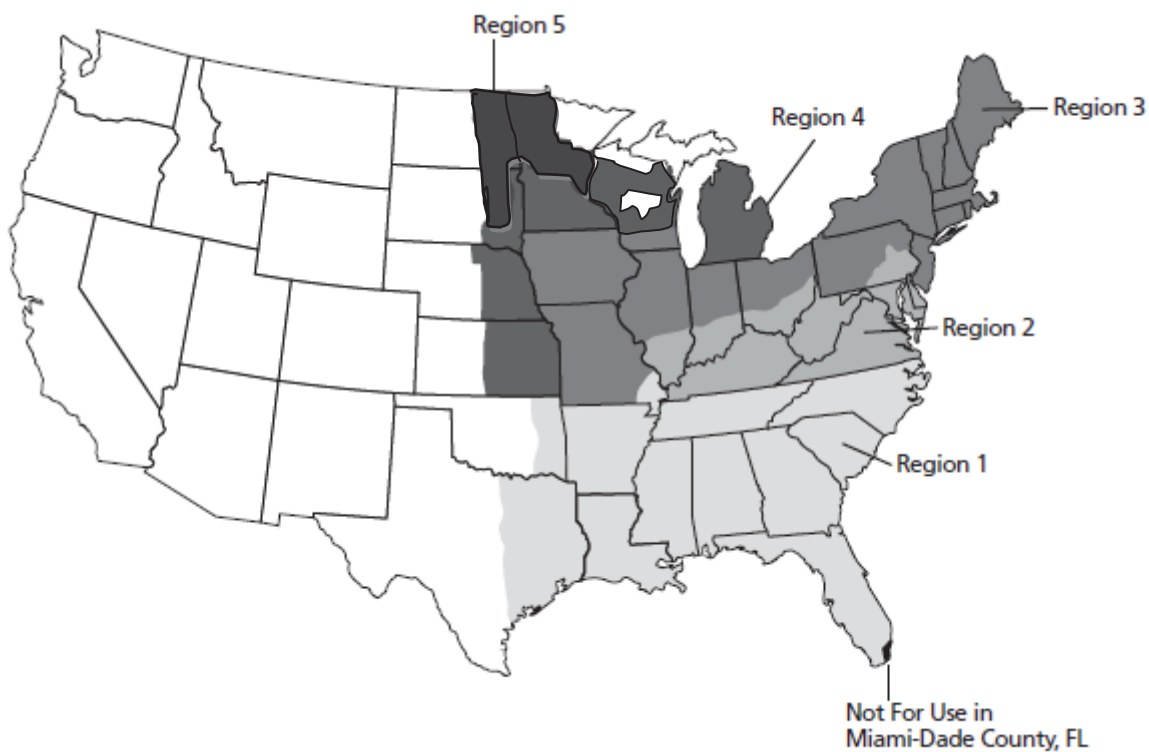 Region 5
Region 3
Region 4
Region 2
Region 1
Not For Use in
Miami-Dade County, FL